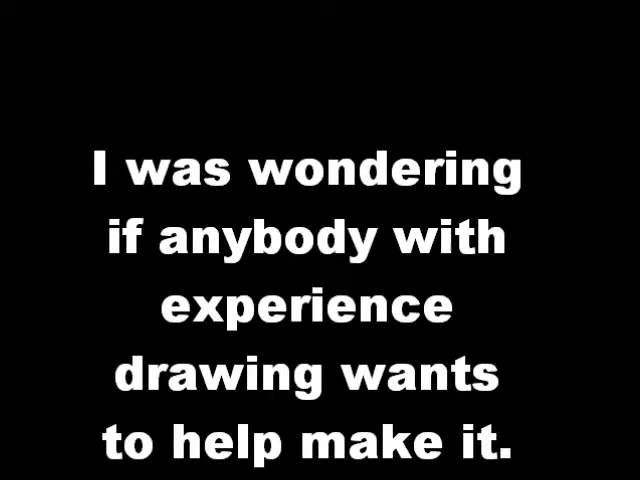 I was wondering
if anybody with
experience
drawing wants
to help make it.